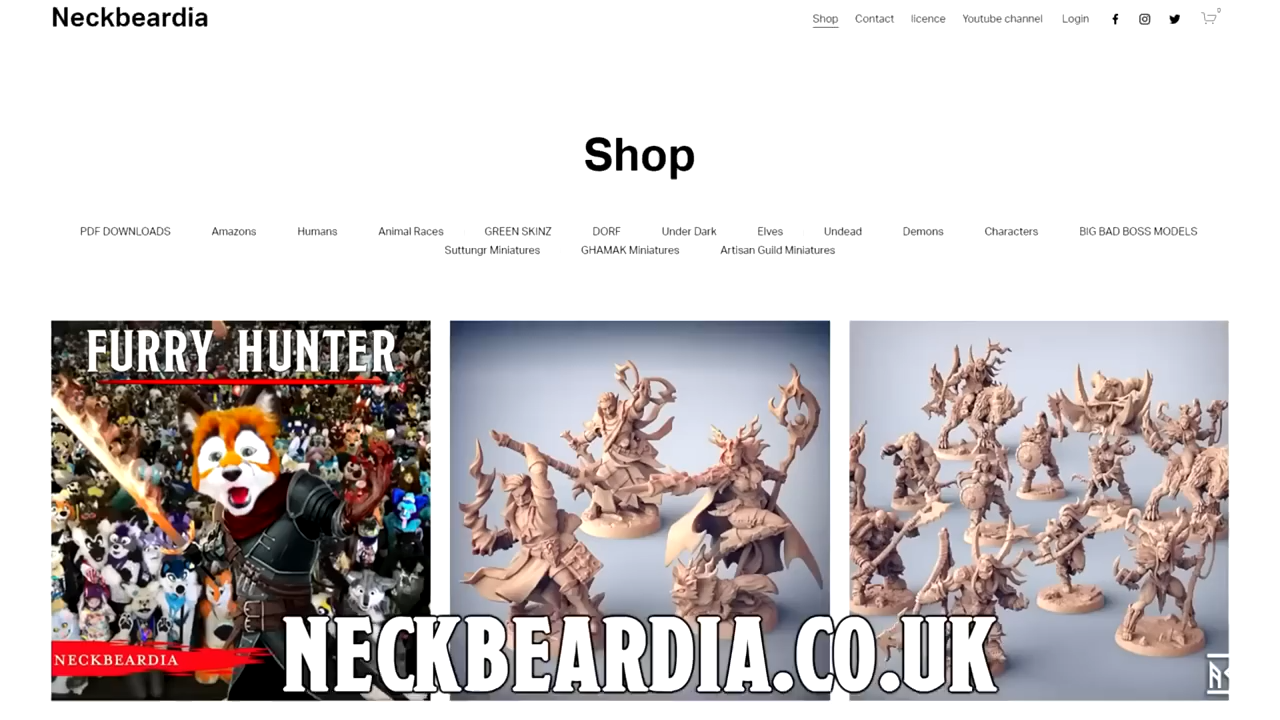 Neckbeardia
Shop Contact licence Youtube channel Login 0
Shop
PDF DOWNLOADS Amazons Humans Animal Races GREEN SKINZ DORF Under Dark Elves Undead Demons Characters BIG BAD BOSS MODELS
Suttungr Miniatures GHAMAK Miniatures Artisan Guild Miniatures
FURRY HUNTER
NECKBEARDIA
NECKBEARDIA.CO.UK